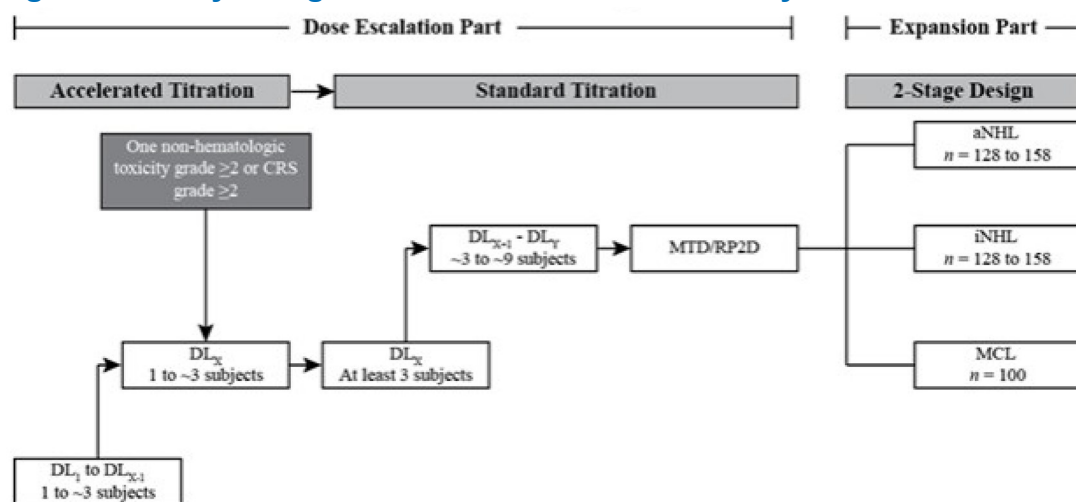 Dose Escalation Part
Expansion Part
Accelerated Titration
Standard Titration
2-Stage Design
One non-hematologic
toxicity grade ≥2 or CRS
grade ≥2
aNHL
n = 128 to 158
DLX-1 - DLY
~3 to ~9 subjects
MTD/RP2D
iNHL
n = 128 to 158
DLX
1 to ~3 subjects
DLX
At least 3 subjects
MCL
n = 100
DL1 to DLX-1
1 to ~3 subjects